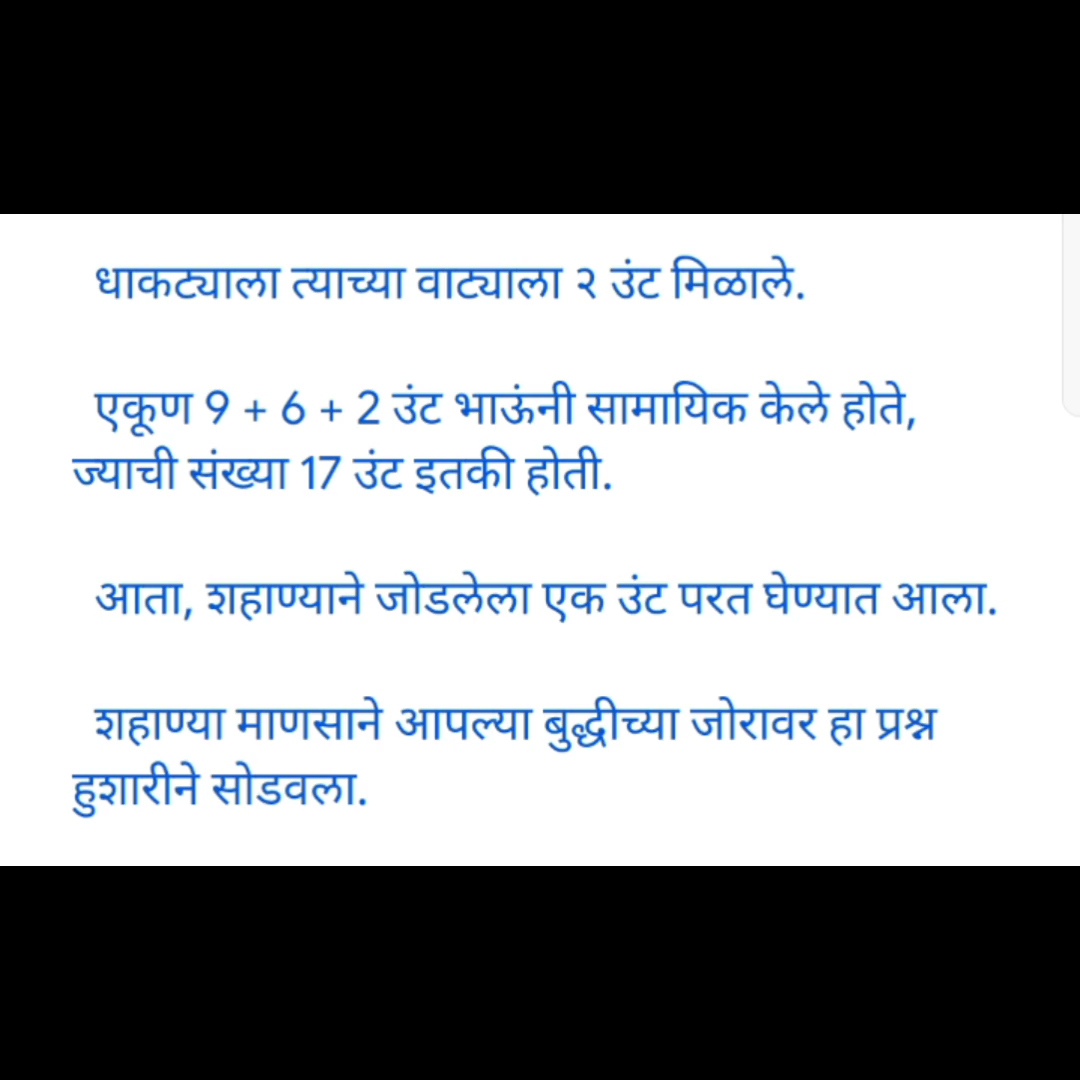 धाकट्याला त्याच्या वाट्याला २ उंट मिळाले.
एकूण 9 + 6 + 2 उंट भाऊंनी सामायिक केले होते,
ज्याची संख्या 17 उंट इतकी होती.
आता, शहाण्याने जोडलेला एक उंट परत घेण्यात आला.
शहाण्या माणसाने आपल्या बुद्धीच्या जोरावर हा प्रश्न
हुशारीने सोडवला.